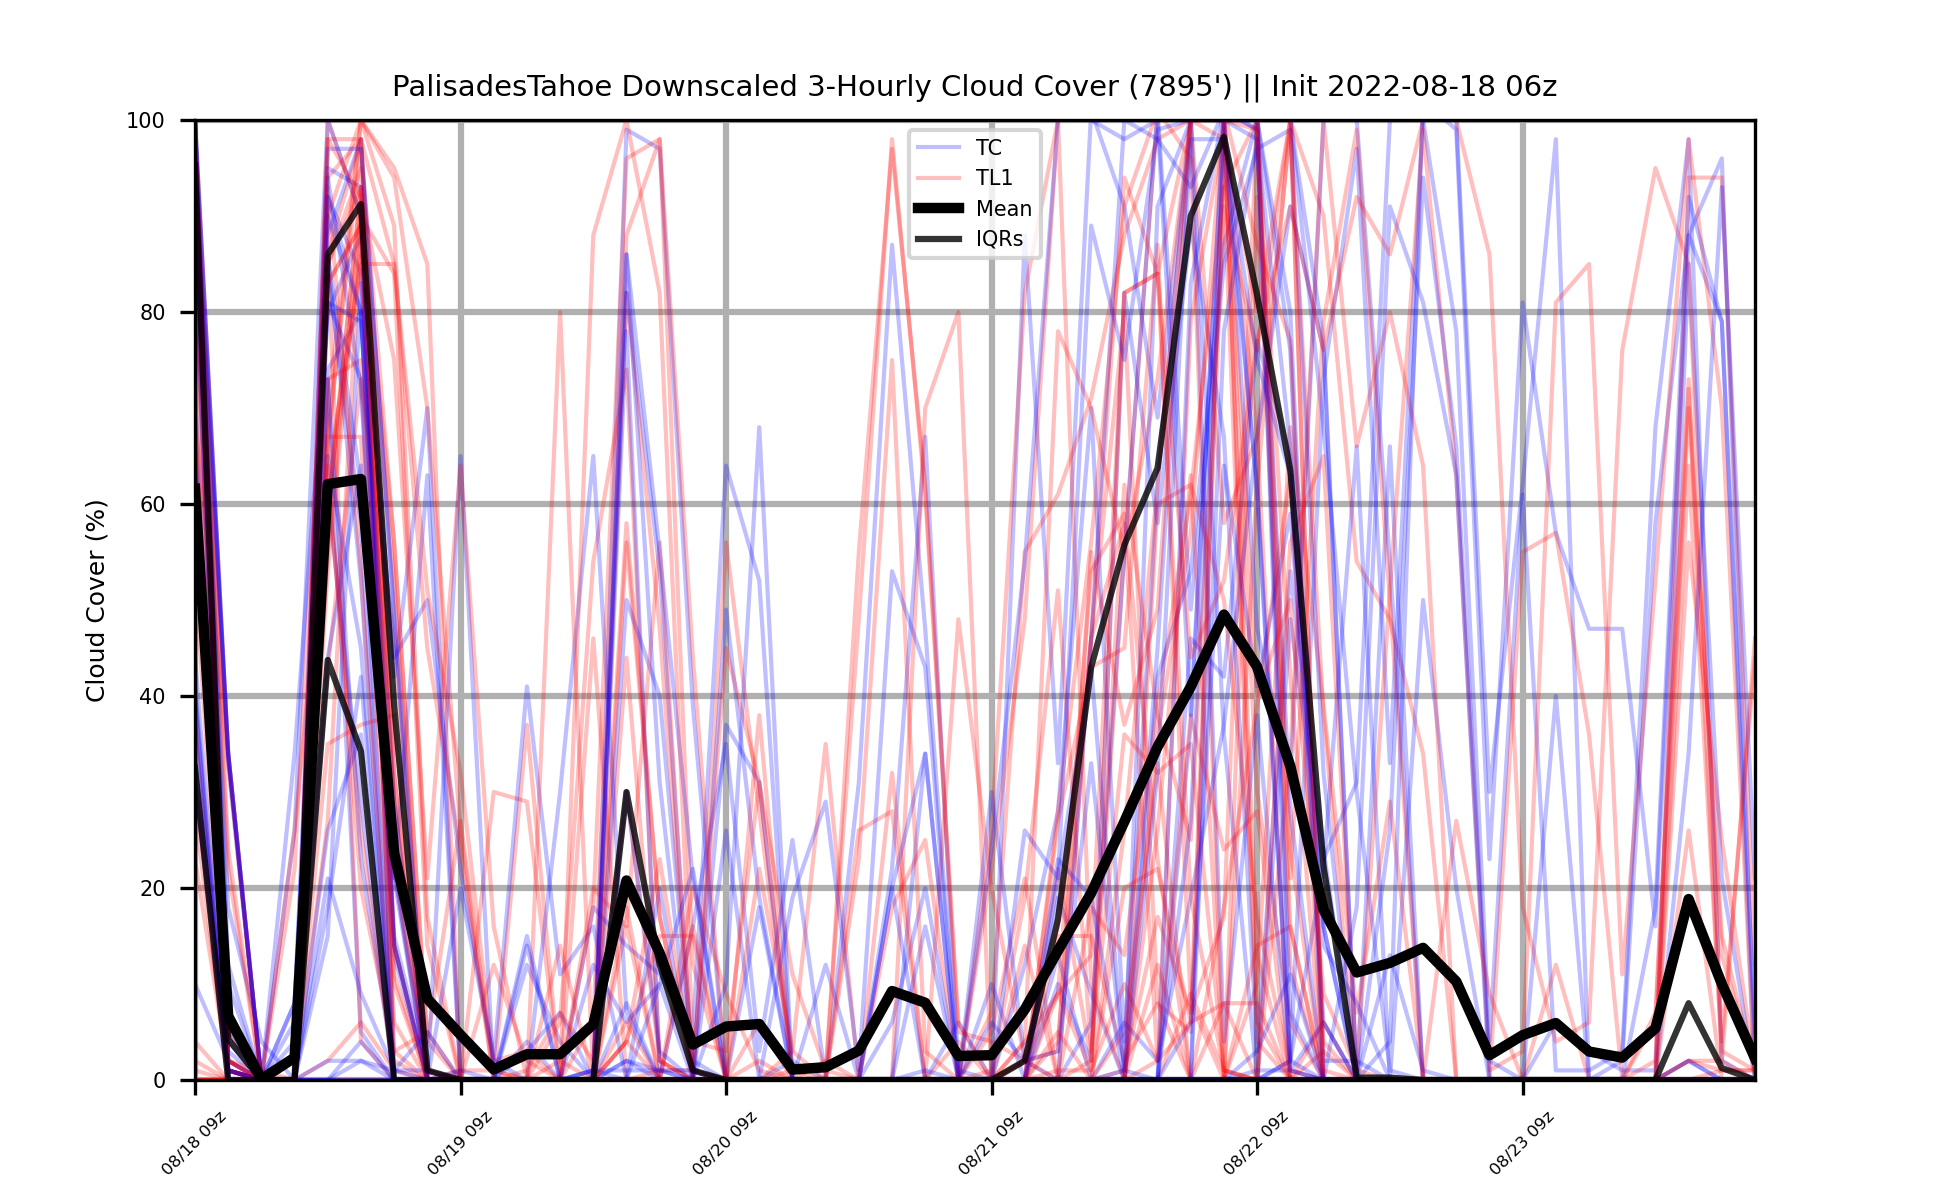 PalisadesTahoe Downscaled 3-Hourly Cloud Cover (7895') || Init 2022-08-18 06z
TC
TL1
Mean
IQRs
Cloud Cover (%)
100
80
60
40
20
0
08/18 09z
08/19 09z
08/20 09z
08/21 09z
08/22 09z
08/23 09z